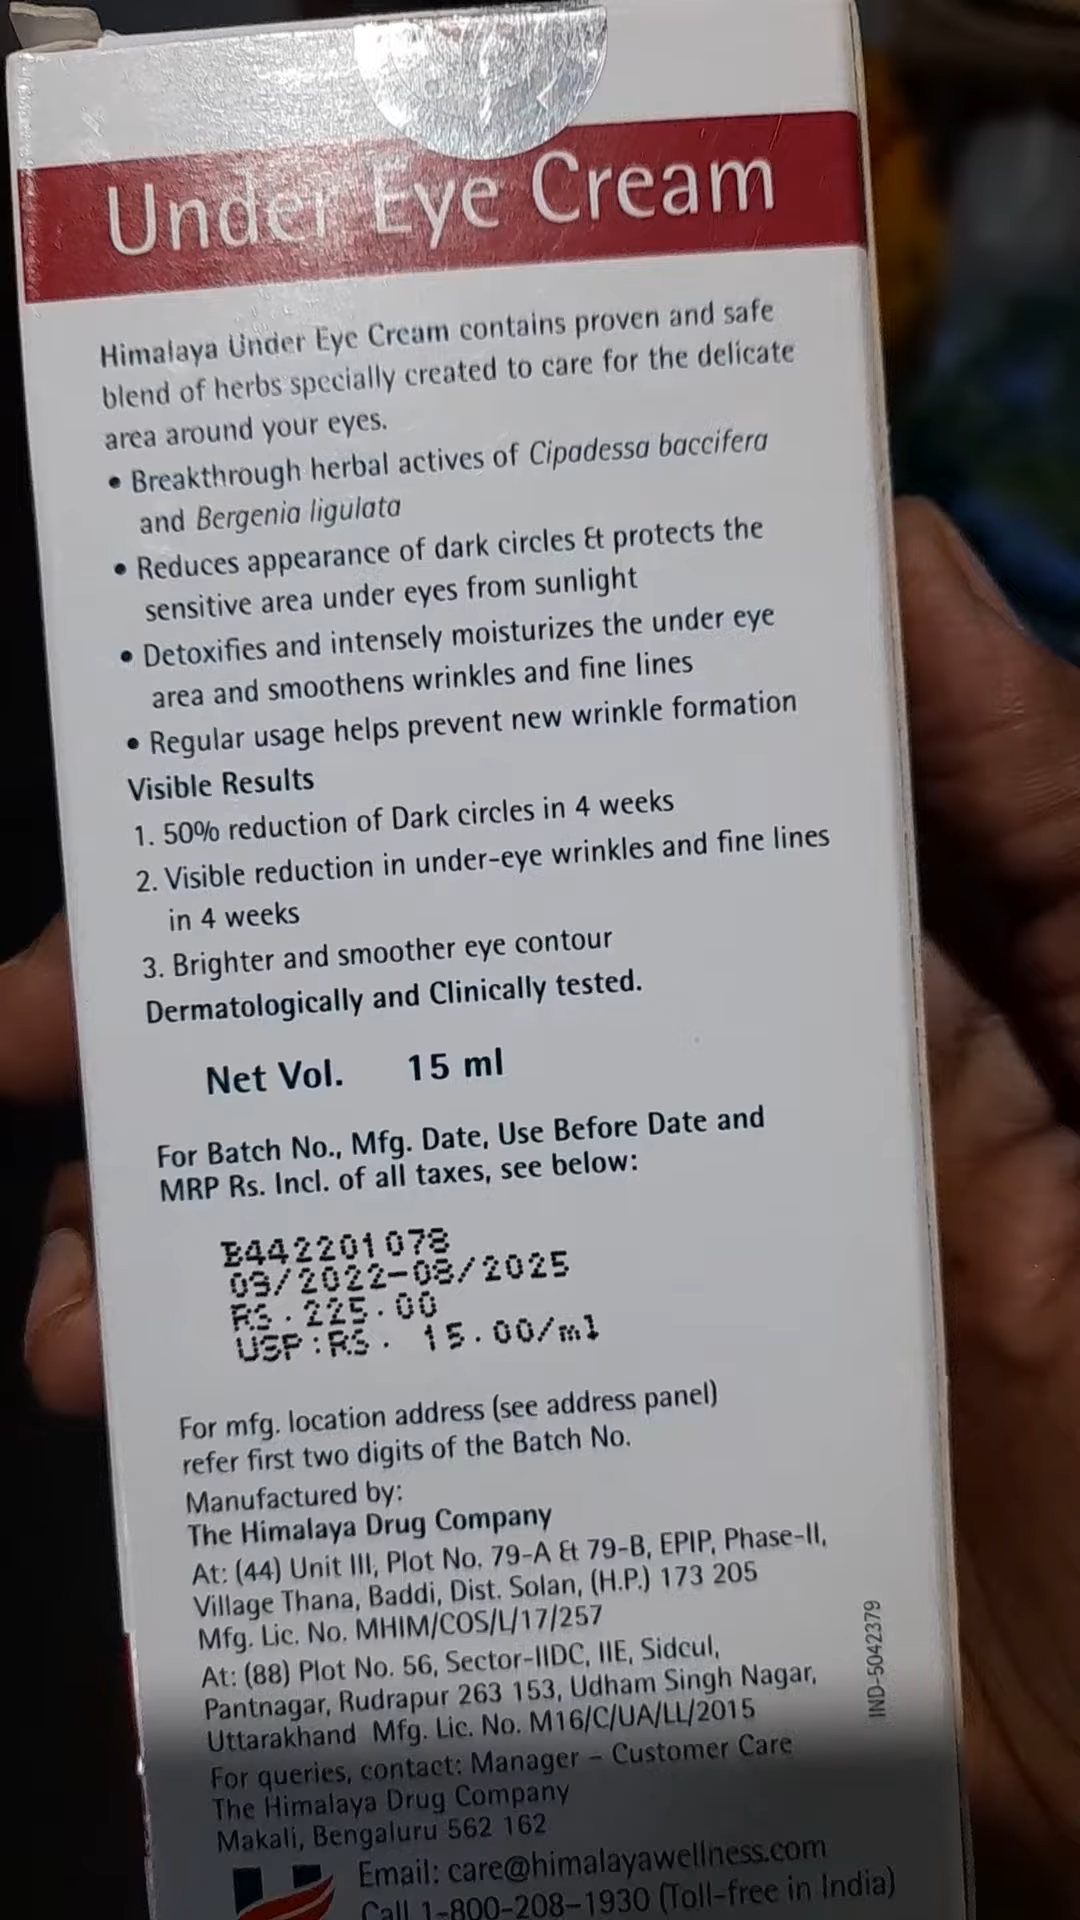 Under Eye Cream
Himalaya Under Eye Cream contains proven and safe
blend of herbs specially created to care for the delicate
area around your eyes.
• Breakthrough herbal actives of Cipadessa baccifera
and Bergenia ligulata
• Reduces appearance of dark circles & protects the
sensitive area under eyes from sunlight
• Detoxifies and intensely moisturizes the under eye
area and smoothens wrinkles and fine lines
• Regular usage helps prevent new wrinkle formation
Visible Results
1. 50% reduction of Dark circles in 4 weeks
2. Visible reduction in under-eye wrinkles and fine lines
in 4 weeks
3. Brighter and smoother eye contour
Dermatologically and Clinically tested.
Net Vol. 15 ml
For Batch No., Mfg. Date, Use Before Date and
MRP Rs. Incl. of all taxes, see below:
B442201078
09/2022-08/2025
RS.225.00
USP:RS. 15.00/ml
For mfg. location address (see address panel)
refer first two digits of the Batch No.
Manufactured by:
The Himalaya Drug Company
At: (44) Unit III, Plot No. 79-A & 79-B, EPIP, Phase-II,
Village Thana, Baddi, Dist. Solan, (H.P.) 173 205
Mfg. Lic. No. MHIM/COS/L/17/257
At: (88) Plot No. 56, Sector-IIDC, IIE, Sidcul,
Pantnagar, Rudrapur 263 153, Udham Singh Nagar,
Uttarakhand Mfg. Lic. No. M16/C/UA/LL/2015
For queries, contact: Manager – Customer Care
The Himalaya Drug Company
Makali, Bengaluru 562 162
Email: care@himalayawellness.com
Call 1-800-208-1930 (Toll-free in India)
IND-5042379